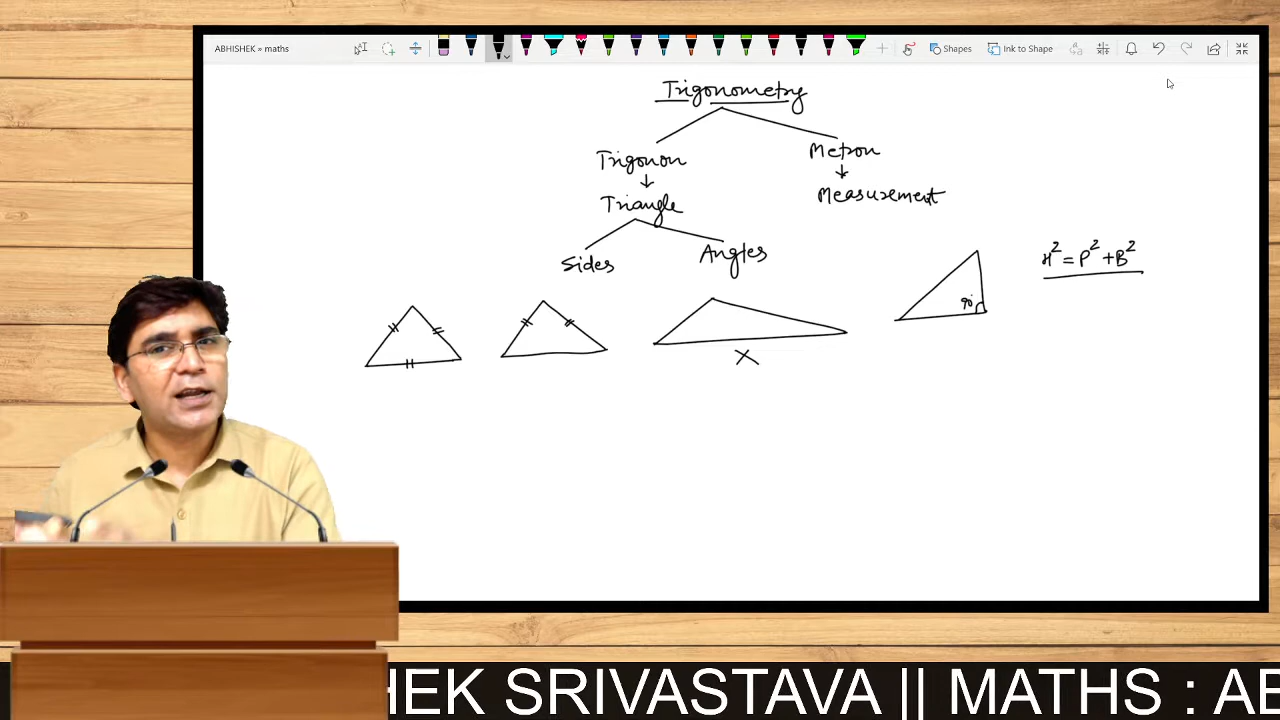 ABHISHEK » maths
Shapes
Ink to Shape
Trigonometry
Trigonon
Metron
↓
↓
Triangle
Measurement
Sides
Angles
H² = P² + B²
90°
×
HEK SRIVASTAVA || MATHS : AB